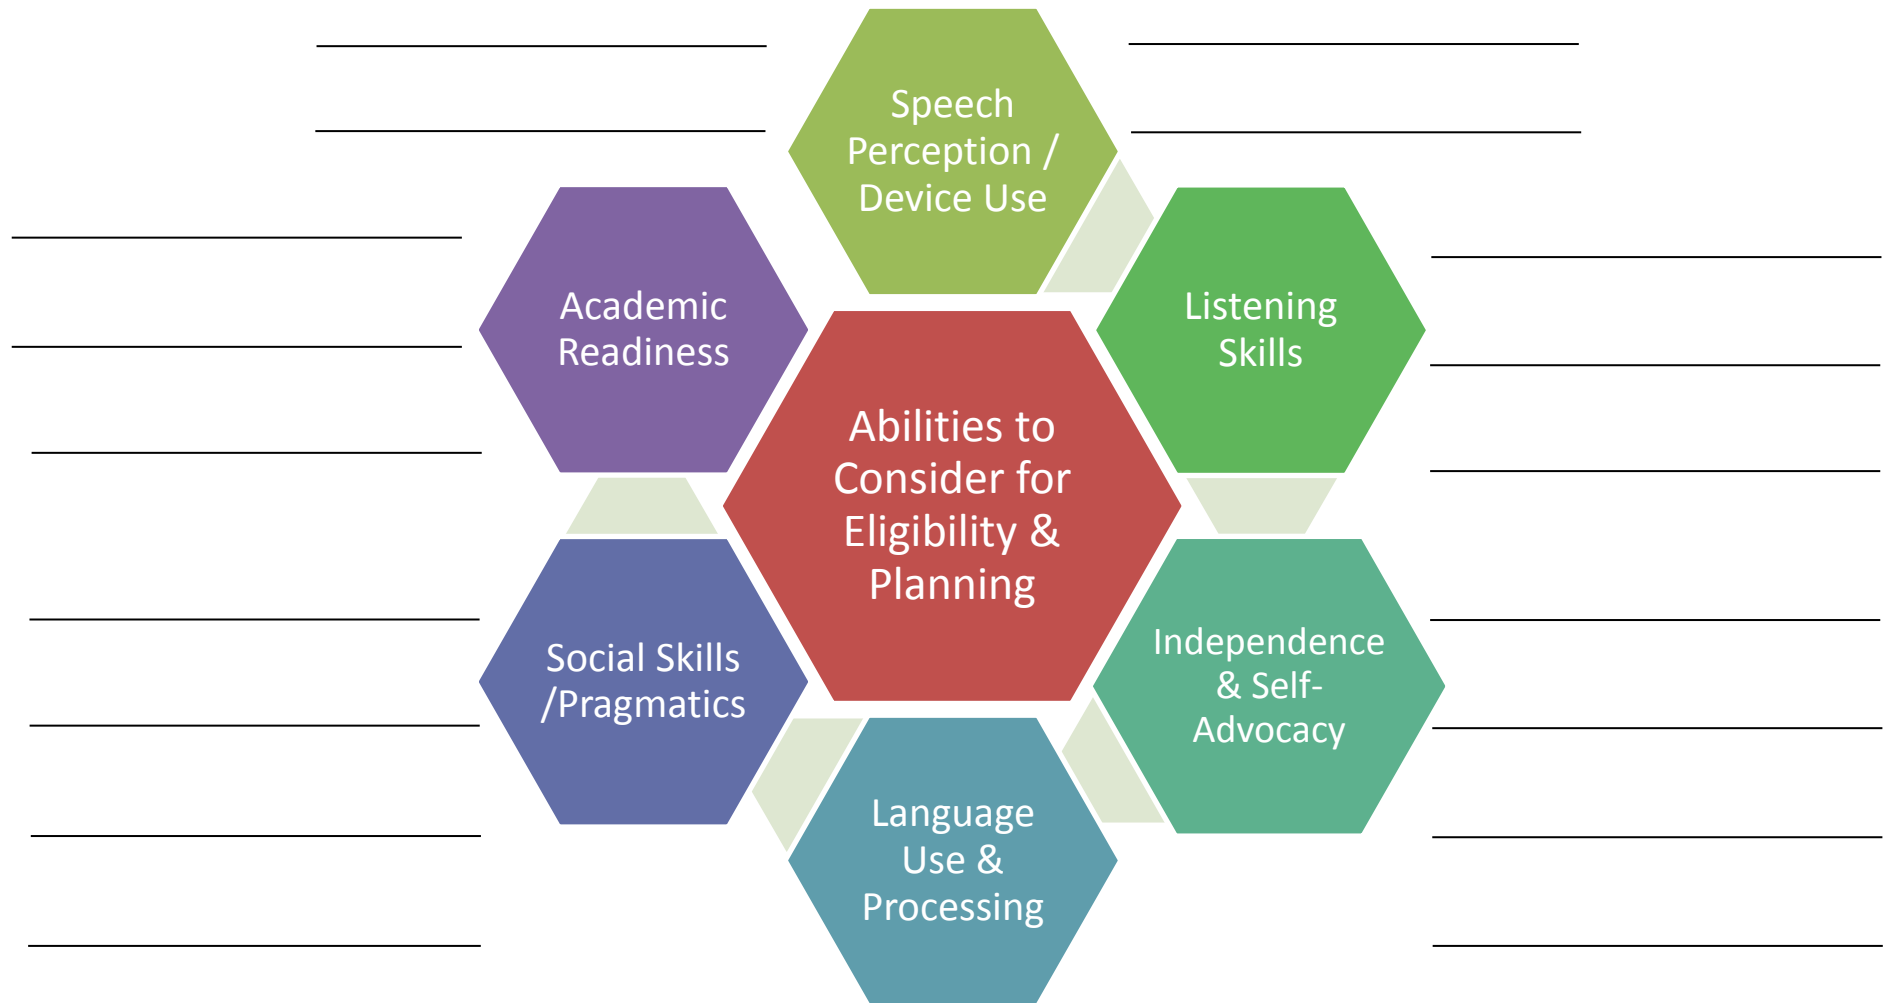 Speech
Perception /
Device Use
Academic
Readiness
Listening
Skills
Abilities to
Consider for
Eligibility &
Planning
Social Skills
/Pragmatics
Independence
& Self-
Advocacy
Language
Use &
Processing